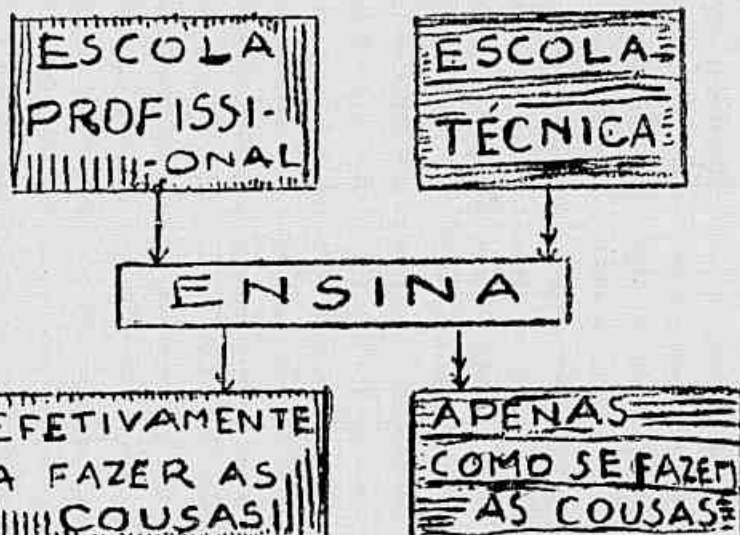 ESCOLA
PROFISSI-
-ONAL
ESCOLA
TÉCNICA
ENSINA
EFETIVAMENTE
A FAZER AS
COUSAS
APENAS
COMO SE FAZEM
AS COUSAS